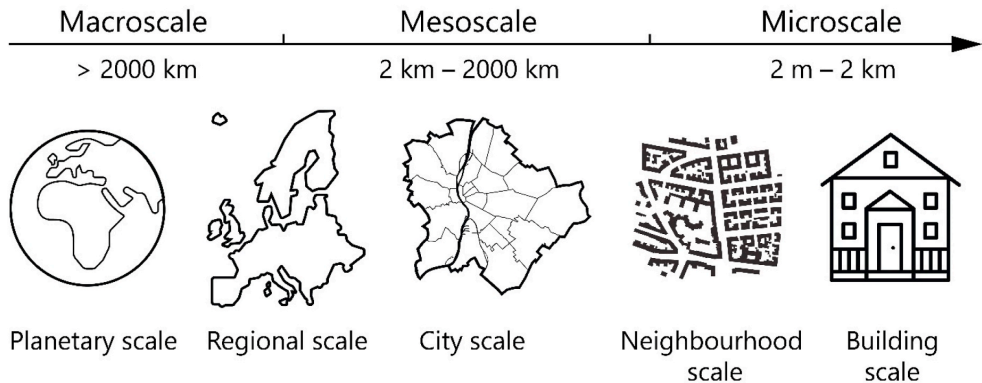 Macroscale Mesoscale Microscale
> 2000 km 2 km – 2000 km 2 m – 2 km
Planetary scale Regional scale City scale Neighbourhood scale Building scale